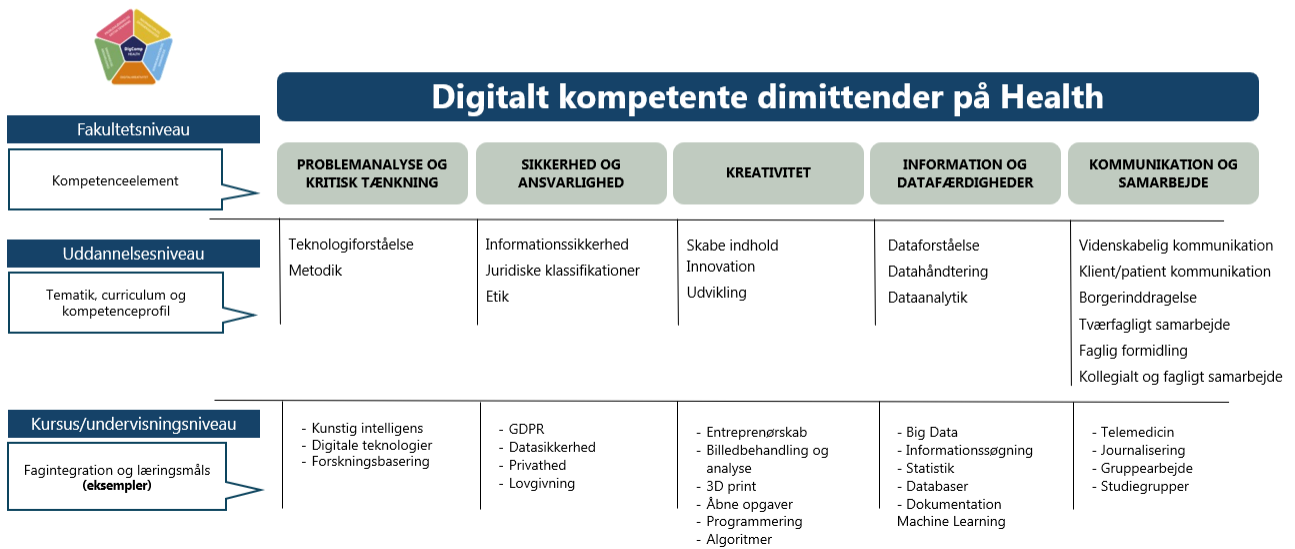 DigComp
HEALTH
Digitalt kompetente dimittender på Health
Fakultetsniveau
Kompetenceelement
PROBLEMANALYSE OG
KRITISK TÆNKNING
SIKKERHED OG
ANSVARLIGHED
KREATIVITET
INFORMATION OG
DATAFÆRDIGHEDER
KOMMUNIKATION OG
SAMARBEJDE
Uddannelsesniveau
Tematik, curriculum og
kompetenceprofil
Teknologiforståelse
Metodik
Informationssikkerhed
Juridiske klassifikationer
Etik
Skabe indhold
Innovation
Udvikling
Dataforståelse
Datahåndtering
Dataanalytik
Videnskabelig kommunikation
Klient/patient kommunikation
Borgerinddragelse
Tværfagligt samarbejde
Faglig formidling
Kollegialt og fagligt samarbejde
Kursus/undervisningsniveau
Fagintegration og læringsmåls
(eksempler)
- Kunstig intelligens
- Digitale teknologier
- Forskningsbasering
- GDPR
- Datasikkerhed
- Privathed
- Lovgivning
- Entreprenørskab
- Billedbehandling og
analyse
- 3D print
- Åbne opgaver
- Programmering
- Algoritmer
- Big Data
- Informationssøgning
- Statistik
- Databaser
- Dokumentation
Machine Learning
- Telemedicin
- Journalisering
- Gruppearbejde
- Studiegrupper